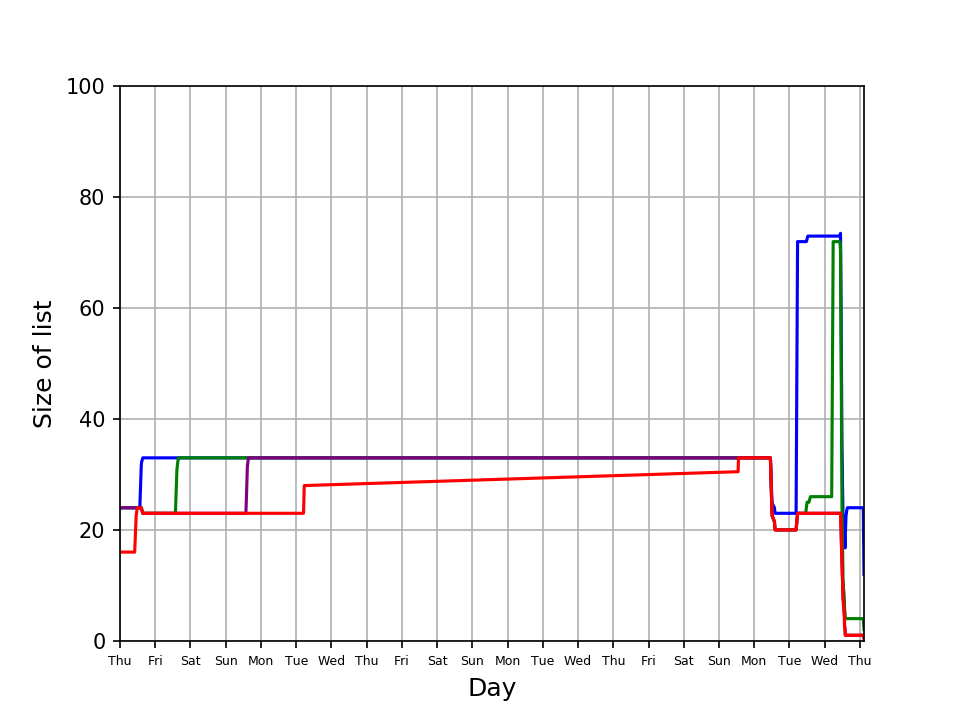 100
80
60
40
20
0
Size of list
Thu Fri Sat Sun Mon Tue Wed Thu Fri Sat Sun Mon Tue Wed Thu Fri Sat Sun Mon Tue Wed Thu
Day